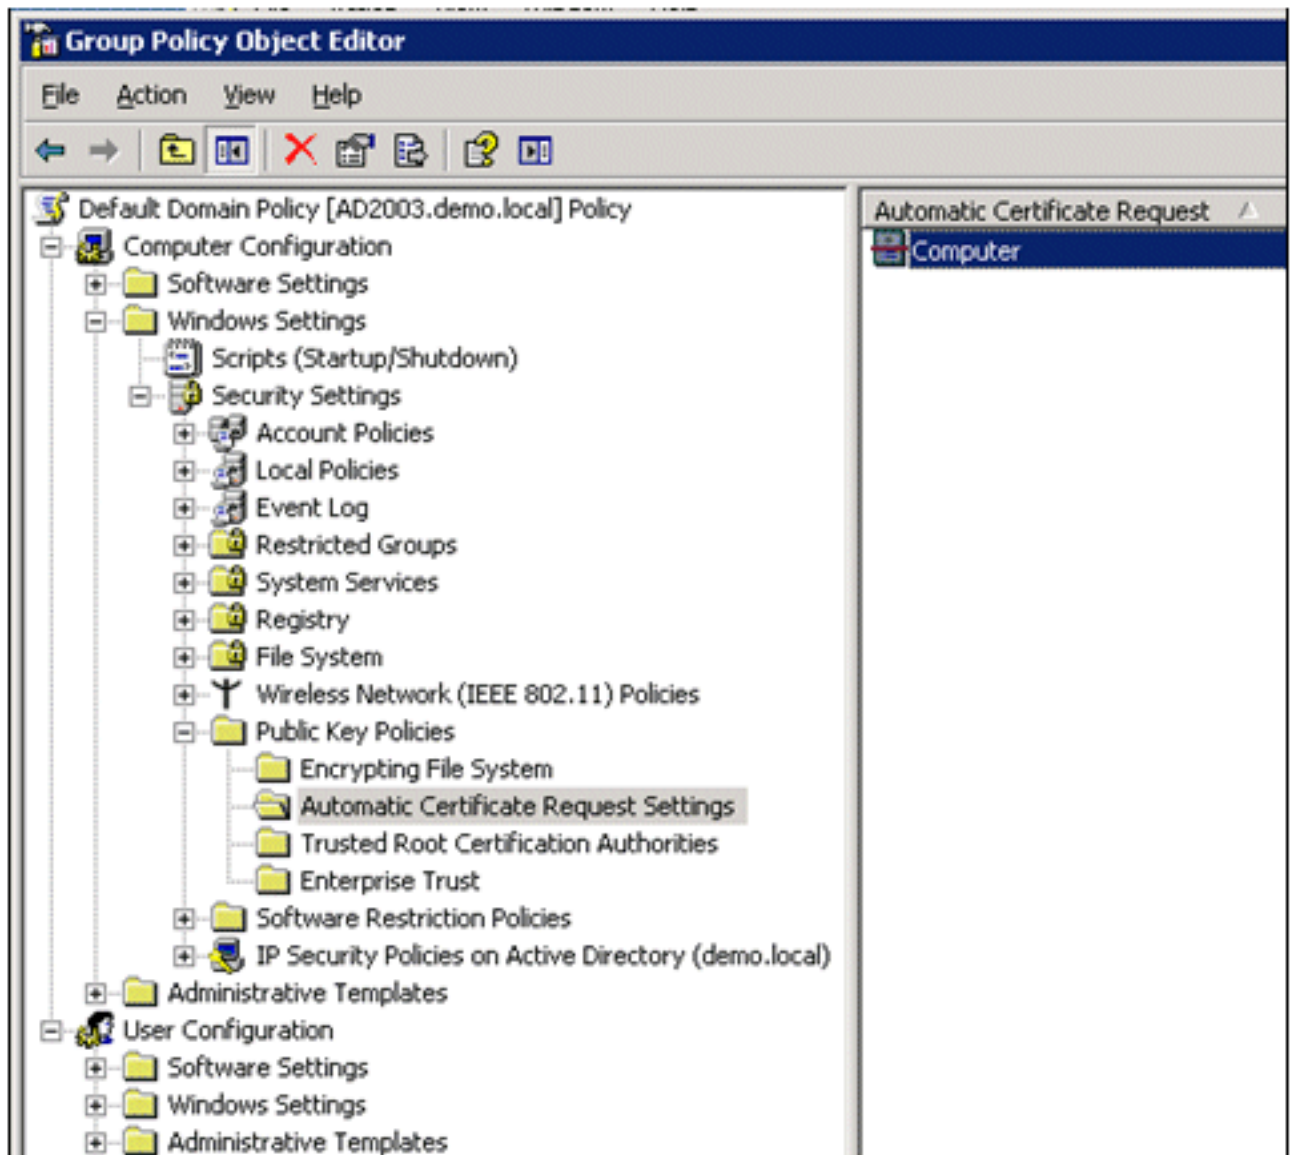 Group Policy Object Editor
File Action View Help
Default Domain Policy [AD2003.demo.local] Policy
Computer Configuration
Software Settings
Windows Settings
Scripts (Startup/Shutdown)
Security Settings
Account Policies
Local Policies
Event Log
Restricted Groups
System Services
Registry
File System
Wireless Network (IEEE 802.11) Policies
Public Key Policies
Encrypting File System
Automatic Certificate Request Settings
Trusted Root Certification Authorities
Enterprise Trust
Software Restriction Policies
IP Security Policies on Active Directory (demo.local)
Administrative Templates
User Configuration
Software Settings
Windows Settings
Administrative Templates
Automatic Certificate Request
Computer